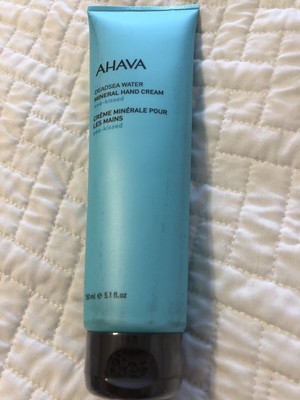 AHAVA
DEADSEA WATER
MINERAL HAND CREAM
sea-kissed
CRÈME MINÉRALE POUR
LES MAINS
sea-kissed
150ml e 5.1 fl.oz